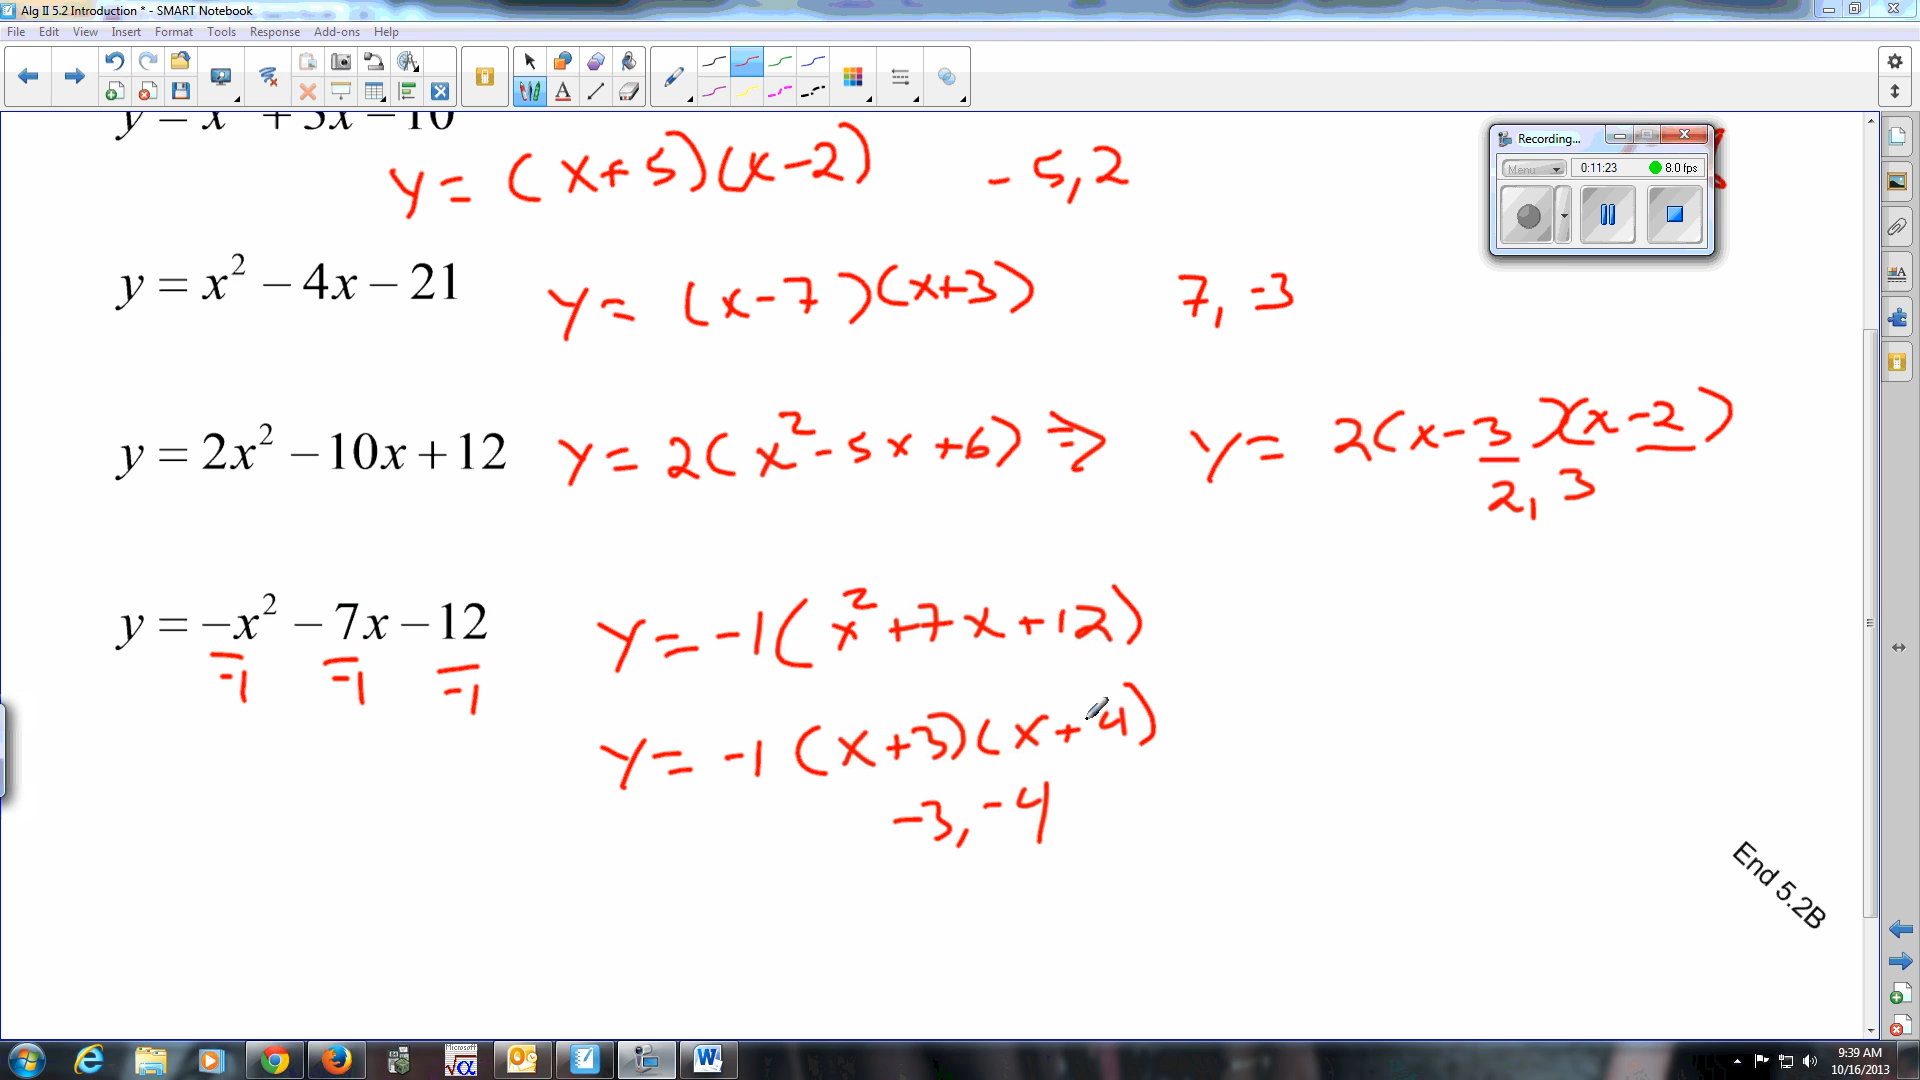 Alg II 5.2 Introduction * - SMART Notebook
File Edit View Insert Format Tools Response Add-ons Help
Recording...
Menu 0:11:23 8.0 fps
y = x + 3x - 10
y = (x+5)(x-2) -5,2
y = x² - 4x - 21 y = (x-7)(x+3) 7, -3
y = 2x² - 10x + 12 y = 2(x²-5x+6) ⇒ y = 2(x-3)(x-2)
2, 3
y = -x² - 7x - 12 y = -1(x²+7x+12)
-1 -1 -1
y = -1(x+3)(x+4)
-3, -4
End 5.2B
Microsoft
√α
9:39 AM
10/16/2013